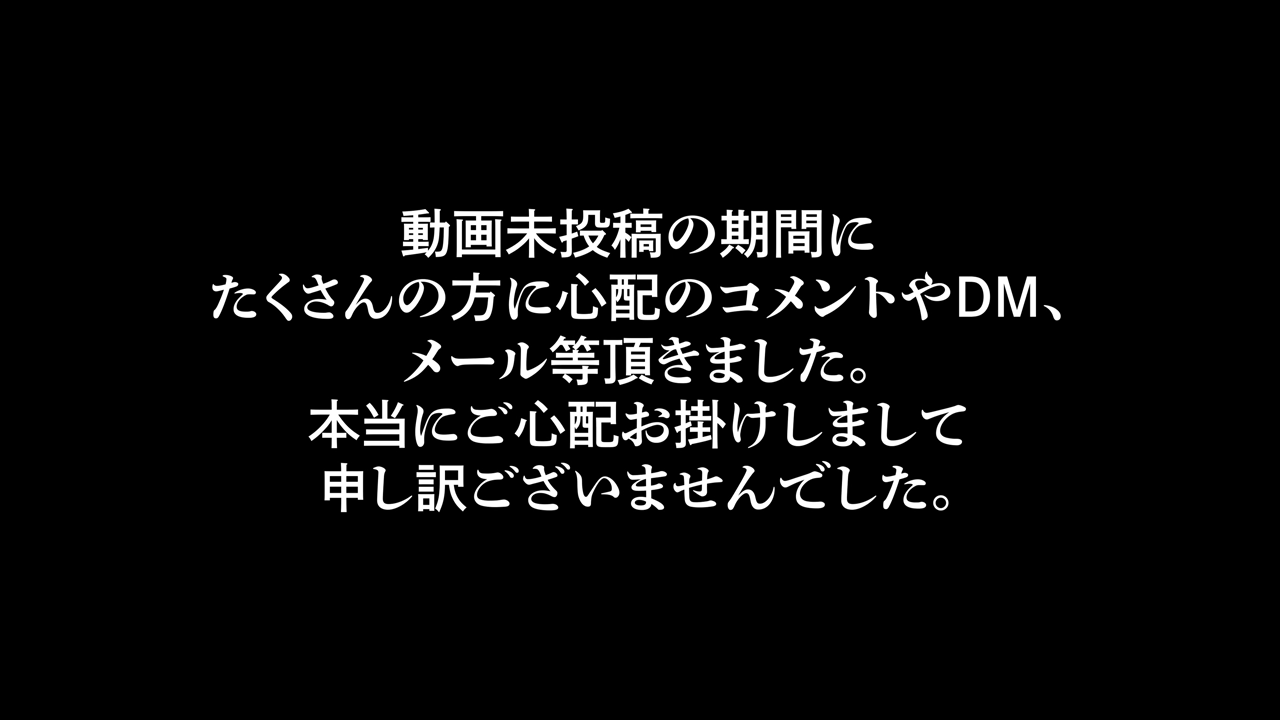 動画未投稿の期間に
たくさんの方に心配のコメントやDM、
メール等頂きました。
本当にご心配お掛けしまして
申し訳ございませんでした。